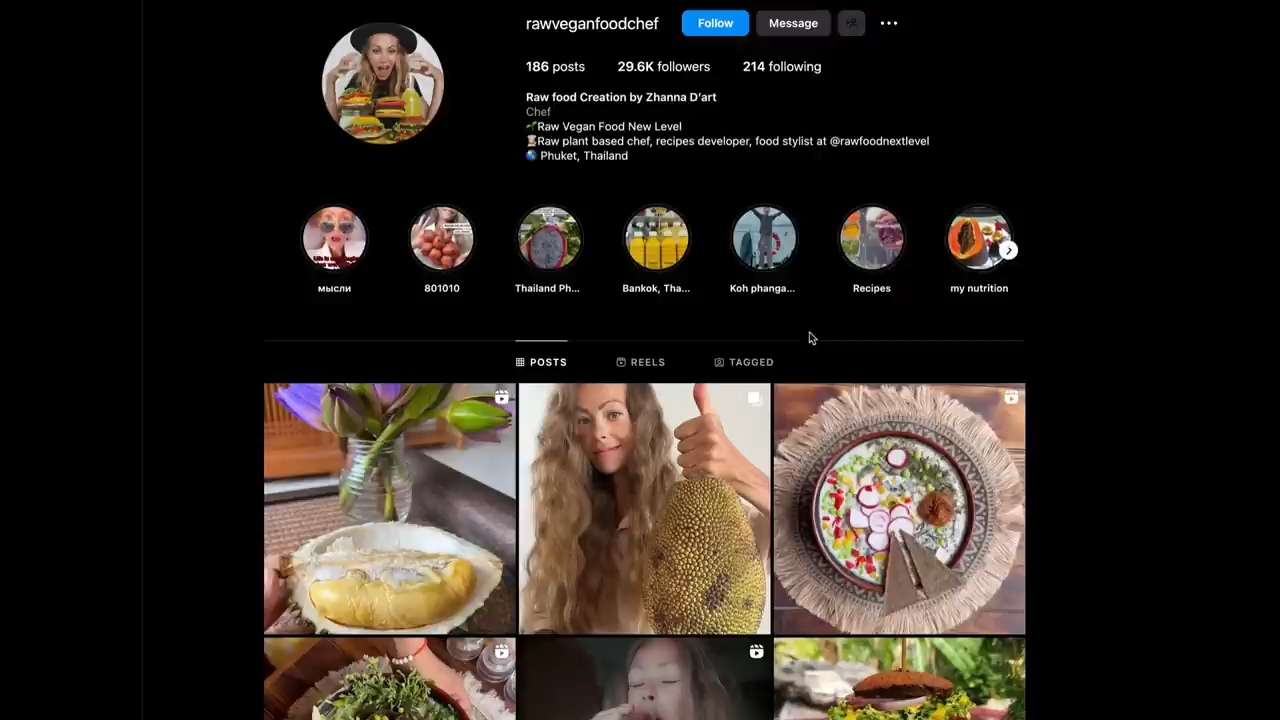 rawveganfoodchef
Follow
Message
186 posts
29.6K followers
214 following
Raw food Creation by Zhanna D'art
Chef
Raw Vegan Food New Level
Raw plant based chef, recipes developer, food stylist at @rawfoodnextlevel
Phuket, Thailand
мысли
801010
Thailand Ph...
Bankok, Tha...
Koh phanga...
Recipes
my nutrition
POSTS
REELS
TAGGED